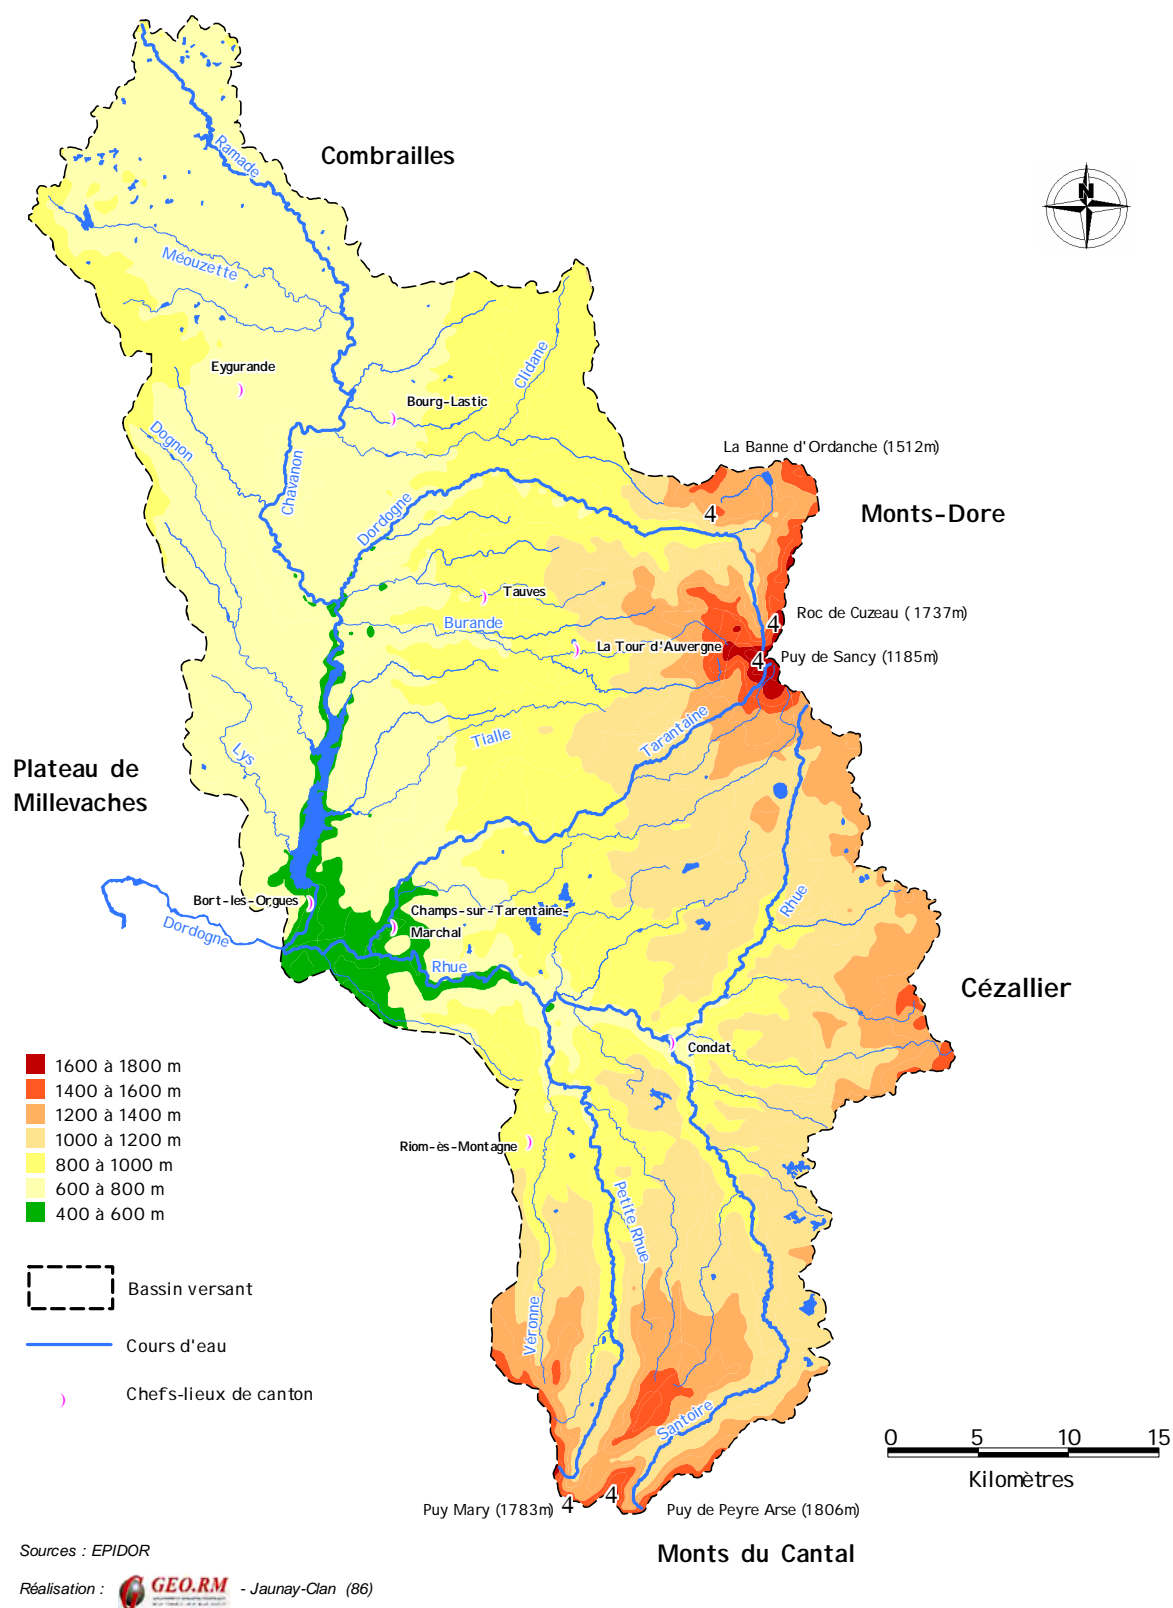 Combrailles
N
Ramade
Méouzette
Eygurande
Clidane
Bourg-Lastic
Dognon
La Banne d'Ordanche (1512m)
Chavanon
Dordogne
4
Monts-Dore
Tauves
Roc de Cuzeau ( 1737m)
4
Burande
La Tour d'Auvergne
4
Puy de Sancy (1185m)
Tarantaine
Tialle
Lys
Plateau de
Millevaches
Bort-les-Orgues
Rhue
Champs-sur-Tarentaine-
Marchal
Dordogne
Rhue
Cézallier
Condat
1600 à 1800 m
1400 à 1600 m
1200 à 1400 m
1000 à 1200 m
800 à 1000 m
600 à 800 m
400 à 600 m
Riom-ès-Montagne
Petite Rhue
Bassin versant
Véronne
Cours d'eau
Chefs-lieux de canton
Santoire
0 5 10 15
Kilomètres
Puy Mary (1783m)
4
4
Puy de Peyre Arse (1806m)
Monts du Cantal
Sources : EPIDOR
Réalisation : GEO.RM - Jaunay-Clan (86)